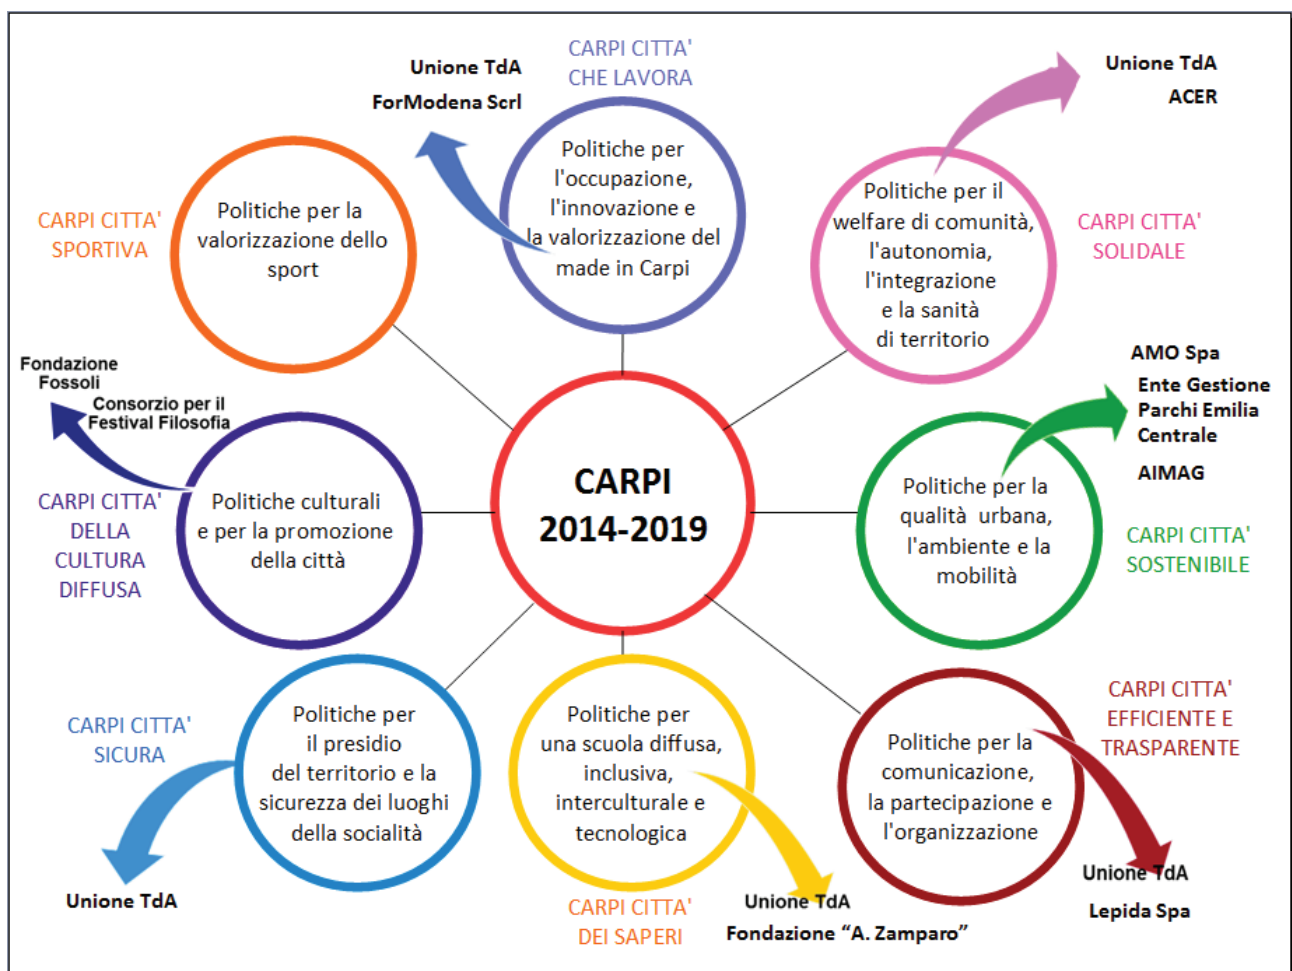 CARPI CITTA'
CHE LAVORA
Unione TdA
ForModena Scrl
Politiche per
l'occupazione,
l'innovazione e
la valorizzazione del
made in Carpi
Unione TdA
ACER
CARPI CITTA'
SPORTIVA
Politiche per la
valorizzazione dello
sport
Politiche per il
welfare di comunità,
l'autonomia,
l'integrazione
e la sanità
di territorio
CARPI CITTA'
SOLIDALE
Fondazione
Fossoli
Consorzio per il
Festival Filosofia
CARPI CITTA'
DELLA
CULTURA
DIFFUSA
Politiche culturali
e per la promozione
della città
CARPI
2014-2019
AMO Spa
Ente Gestione
Parchi Emilia
Centrale
AIMAG
Politiche per la
qualità urbana,
l'ambiente e la
mobilità
CARPI CITTA'
SOSTENIBILE
CARPI CITTA'
SICURA
Politiche per
il presidio
del territorio e la
sicurezza dei luoghi
della socialità
Unione TdA
Politiche per
una scuola diffusa,
inclusiva,
interculturale e
tecnologica
CARPI CITTA'
DEI SAPERI
Unione TdA
Fondazione “A. Zamparo”
Politiche per la
comunicazione,
la partecipazione e
l'organizzazione
CARPI CITTA'
EFFICIENTE E
TRASPARENTE
Unione TdA
Lepida Spa